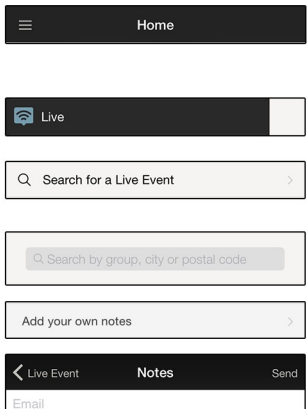 Home
Live
Search for a Live Event
Search by group, city or postal code
Add your own notes
Live Event Notes Send
Email